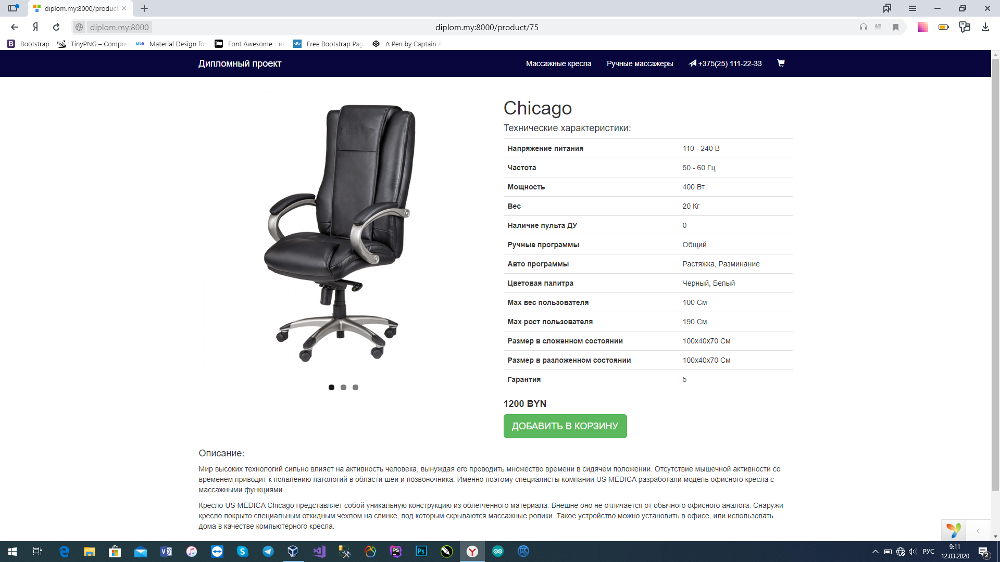 diplom.my:8000/product
diplom.my:8000
diplom.my:8000/product/75
Bootstrap
TinyPNG – Compre
Material Design fo
Font Awesome - и
Free Bootstrap Pag
A Pen by Captain A
Дипломный проект
Массажные кресла
Ручные массажеры
+375(25) 111-22-33
Chicago
Технические характеристики:
Напряжение питания 110 - 240 В
Частота 50 - 60 Гц
Мощность 400 Вт
Вес 20 Кг
Наличие пульта ДУ 0
Ручные программы Общий
Авто программы Растяжка, Разминание
Цветовая палитра Черный, Белый
Max вес пользователя 100 См
Max рост пользователя 190 См
Размер в сложенном состоянии 100x40x70 См
Размер в разложенном состоянии 100x40x70 См
Гарантия 5
1200 BYN
ДОБАВИТЬ В КОРЗИНУ
Описание:
Мир высоких технологий сильно влияет на активность человека, вынуждая его проводить множество времени в сидячем положении. Отсутствие мышечной активности со
временем приводит к появлению патологий в области шеи и позвоночника. Именно поэтому специалисты компании US MEDICA разработали модель офисного кресла с
массажными функциями.
Кресло US MEDICA Chicago представляет собой уникальную конструкцию из облегченного материала. Внешне оно не отличается от обычного офисного аналога. Снаружи
кресло покрыто специальным откидным чехлом на спинке, под которым скрываются массажные ролики. Такое устройство можно установить в офисе, или использовать
дома в качестве компьютерного кресла.
РУС
9:11
12.03.2020
2